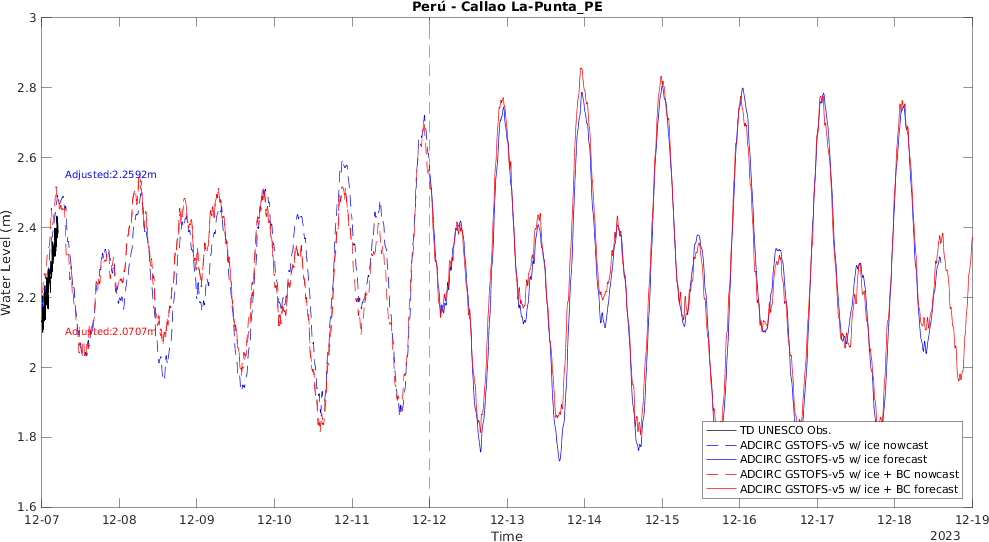 Perú - Callao La-Punta_PE
3
2.8
2.6
2.4
2.2
2
1.8
1.6
Water Level (m)
Adjusted:2.2592m
Adjusted:2.0707m
TD UNESCO Obs.
ADCIRC GSTOFS-v5 w/ ice nowcast
ADCIRC GSTOFS-v5 w/ ice forecast
ADCIRC GSTOFS-v5 w/ ice + BC nowcast
ADCIRC GSTOFS-v5 w/ ice + BC forecast
12-07 12-08 12-09 12-10 12-11 12-12 12-13 12-14 12-15 12-16 12-17 12-18 12-19
Time
2023